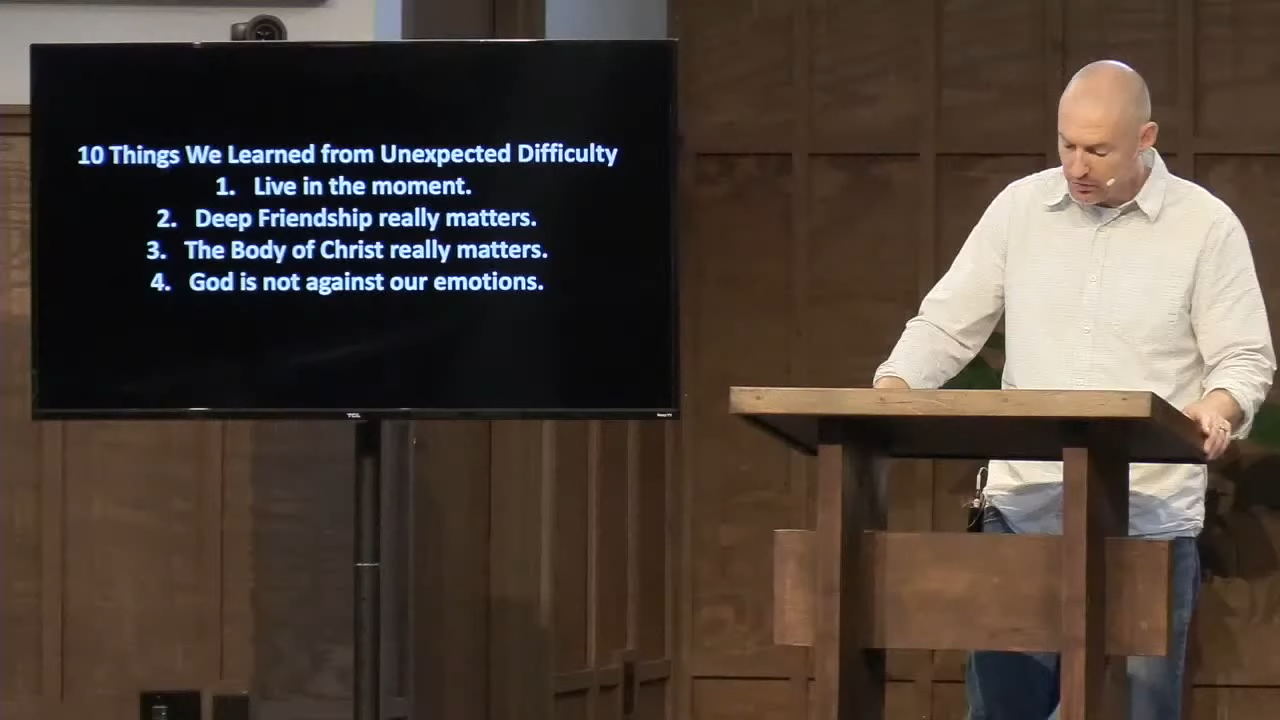 10 Things We Learned from Unexpected Difficulty
1. Live in the moment.
2. Deep Friendship really matters.
3. The Body of Christ really matters.
4. God is not against our emotions.
TCL